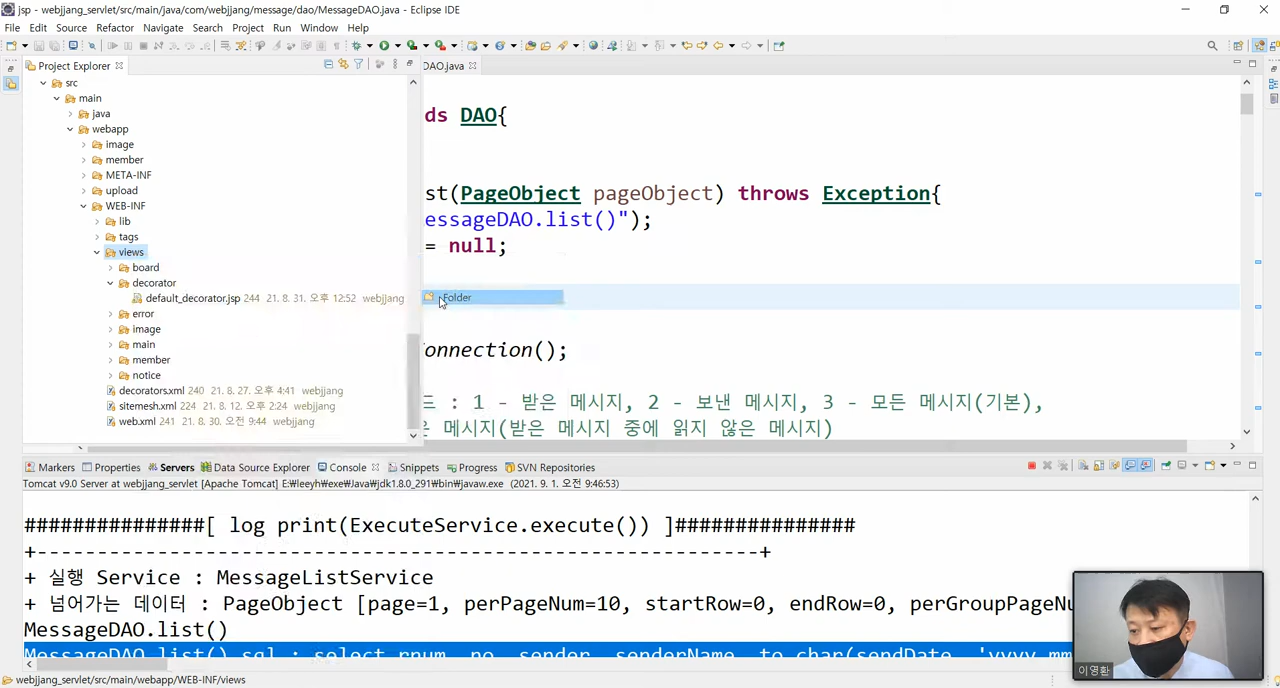 jsp - webjjang_servlet/src/main/java/com/webjjang/message/dao/MessageDAO.java - Eclipse IDE
File Edit Source Refactor Navigate Search Project Run Window Help
Project Explorer
DAO.java
src
main
java
webapp
image
member
META-INF
upload
WEB-INF
lib
tags
views
board
decorator
default_decorator.jsp 244 21. 8. 31. 오후 12:52 webjjang
error
image
main
member
notice
decorators.xml 240 21. 8. 27. 오후 4:41 webjjang
sitemesh.xml 224 21. 8. 12. 오후 2:24 webjjang
web.xml 241 21. 8. 30. 오전 9:44 webjjang
ds DAO{
st(PageObject pageObject) throws Exception{
essageDAO.list()");
= null;
Folder
onnection();
드 : 1 - 받은 메시지, 2 - 보낸 메시지, 3 - 모든 메시지(기본),
은 메시지(받은 메시지 중에 읽지 않은 메시지)
Markers Properties Servers Data Source Explorer Console Snippets Progress SVN Repositories
Tomcat v9.0 Server at webjjang_servlet [Apache Tomcat] E:\leeyh\exe\Java\jdk1.8.0_291\bin\javaw.exe (2021. 9. 1. 오전 9:46:53)
###############[ log print(ExecuteService.execute()) ]###############
+----------------------------------------------------------+
+ 실행 Service : MessageListService
+ 넘어가는 데이터 : PageObject [page=1, perPageNum=10, startRow=0, endRow=0, perGroupPageNu
MessageDAO.list()
MessageDAO.list() sql : select rnum, no, sender, senderName, to_char(sendDate, 'yyyy.mm
이영환
webjjang_servlet/src/main/webapp/WEB-INF/views